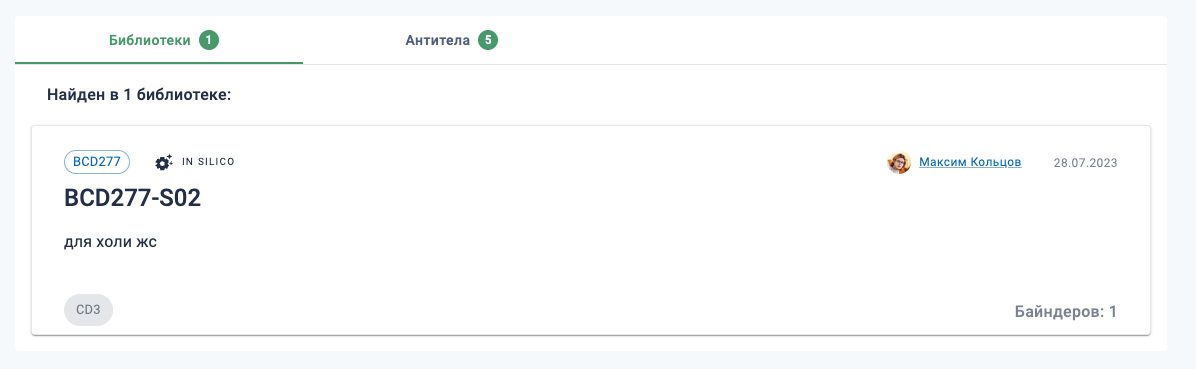 Библиотеки 1 Антитела 5
Найден в 1 библиотеке:
BCD277 IN SILICO Максим Кольцов 28.07.2023
BCD277-S02
для холи жс
CD3 Байндеров: 1